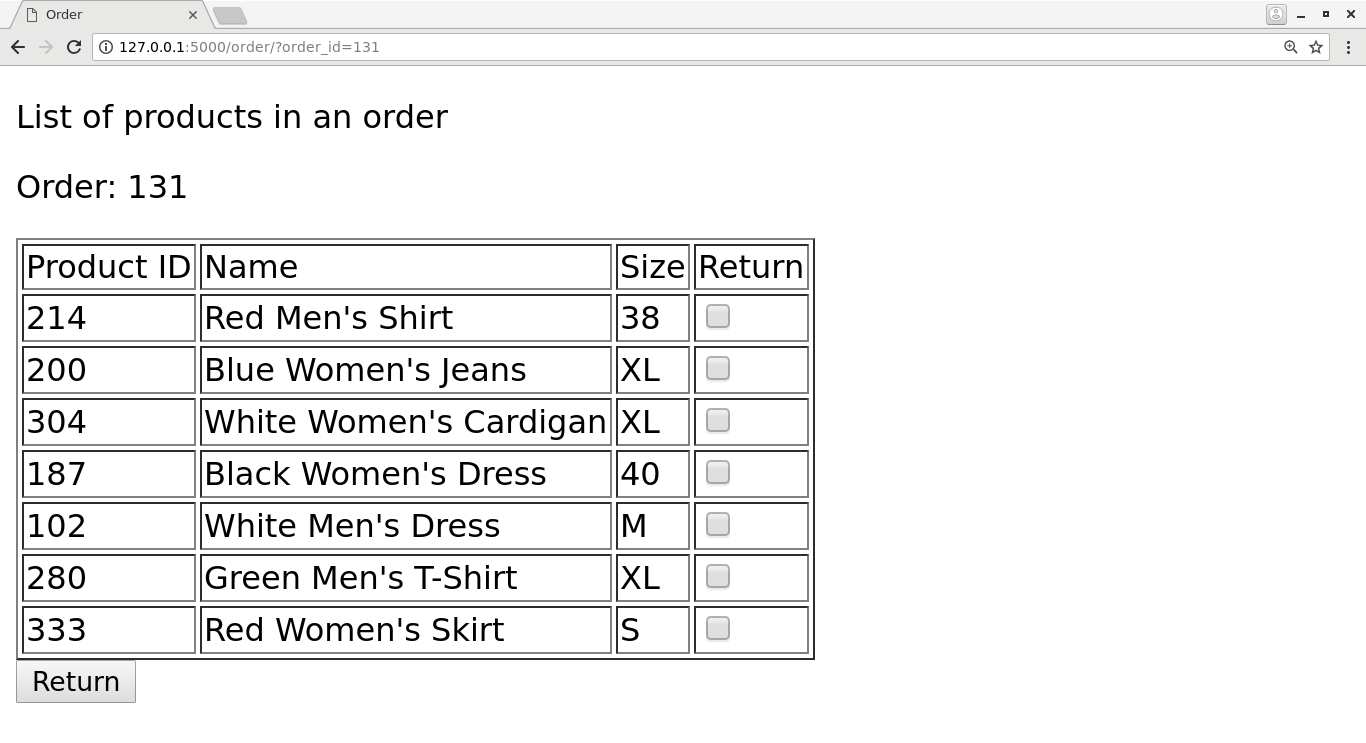 Order
127.0.0.1:5000/order/?order_id=131
List of products in an order
Order: 131
Product ID Name Size Return
214 Red Men's Shirt 38
200 Blue Women's Jeans XL
304 White Women's Cardigan XL
187 Black Women's Dress 40
102 White Men's Dress M
280 Green Men's T-Shirt XL
333 Red Women's Skirt S
Return